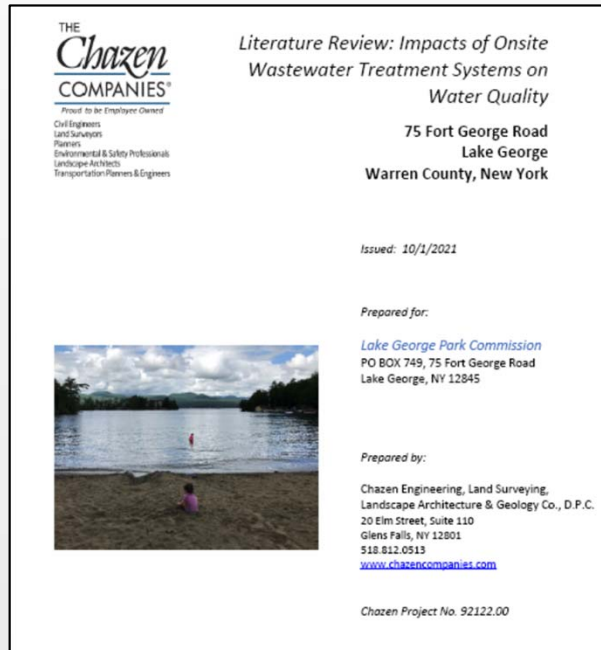 THE
Chazen
COMPANIES®
Proud to be Employee Owned
Civil Engineers
Land Surveyors
Planners
Environmental & Safety Professionals
Landscape Architects
Transportation Planners & Engineers
Literature Review: Impacts of Onsite
Wastewater Treatment Systems on
Water Quality
75 Fort George Road
Lake George
Warren County, New York
Issued: 10/1/2021
Prepared for:
Lake George Park Commission
PO BOX 749, 75 Fort George Road
Lake George, NY 12845
Prepared by:
Chazen Engineering, Land Surveying,
Landscape Architecture & Geology Co., D.P.C.
20 Elm Street, Suite 110
Glens Falls, NY 12801
518.812.0513
www.chazencompanies.com
Chazen Project No. 92122.00